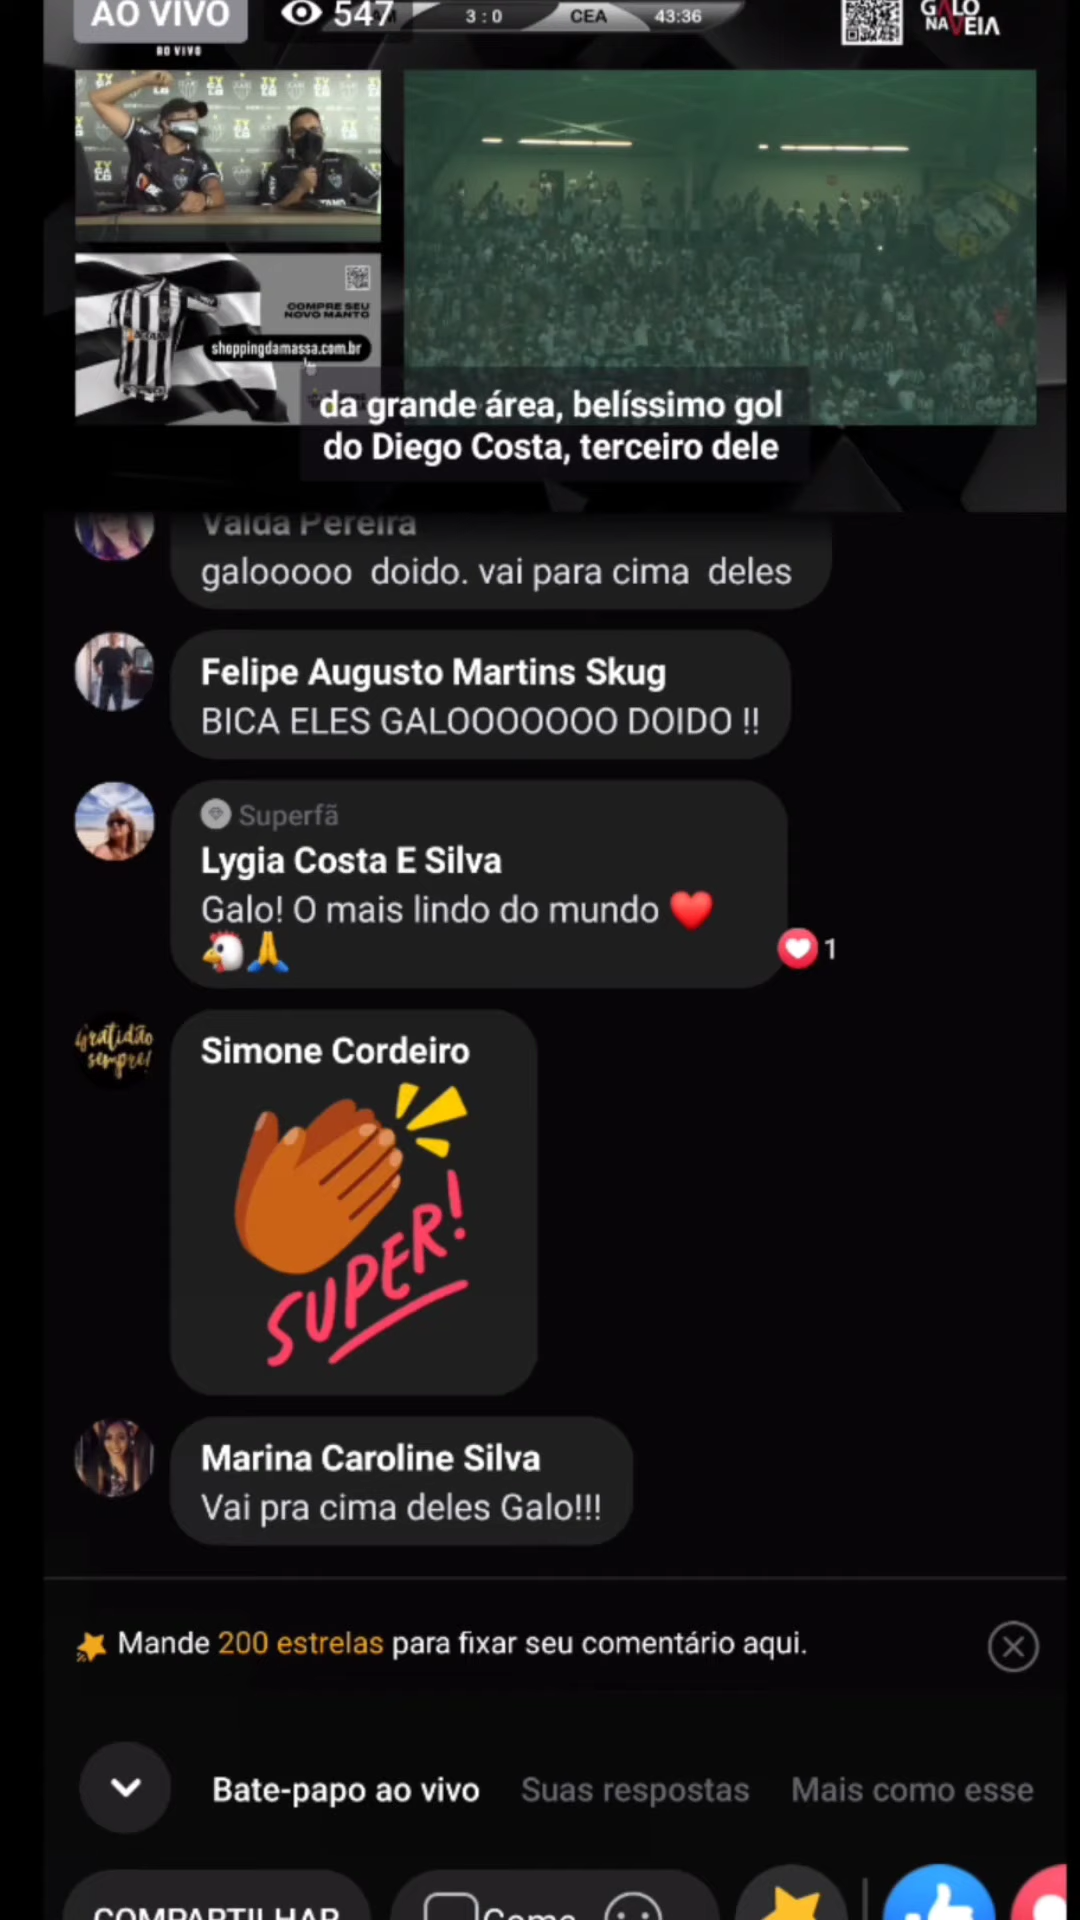 AO VIVO
547
3 : 0
CEA
43:36
GALO
NA VEIA
AO VIVO
COMPRE SEU
NOVO MANTO
shoppingdamassa.com.br
da grande área, belíssimo gol
do Diego Costa, terceiro dele
Valda Pereira
galooooo doido. vai para cima deles
Felipe Augusto Martins Skug
BICA ELES GALOOOOOOO DOIDO !!
Superfã
Lygia Costa E Silva
Galo! O mais lindo do mundo ❤️
🐔🙏
1
Gratidão
sempre!
Simone Cordeiro
SUPER!
Marina Caroline Silva
Vai pra cima deles Galo!!!
Mande 200 estrelas para fixar seu comentário aqui.
Bate-papo ao vivo
Suas respostas
Mais como esse
COMPARTILHAR
Come